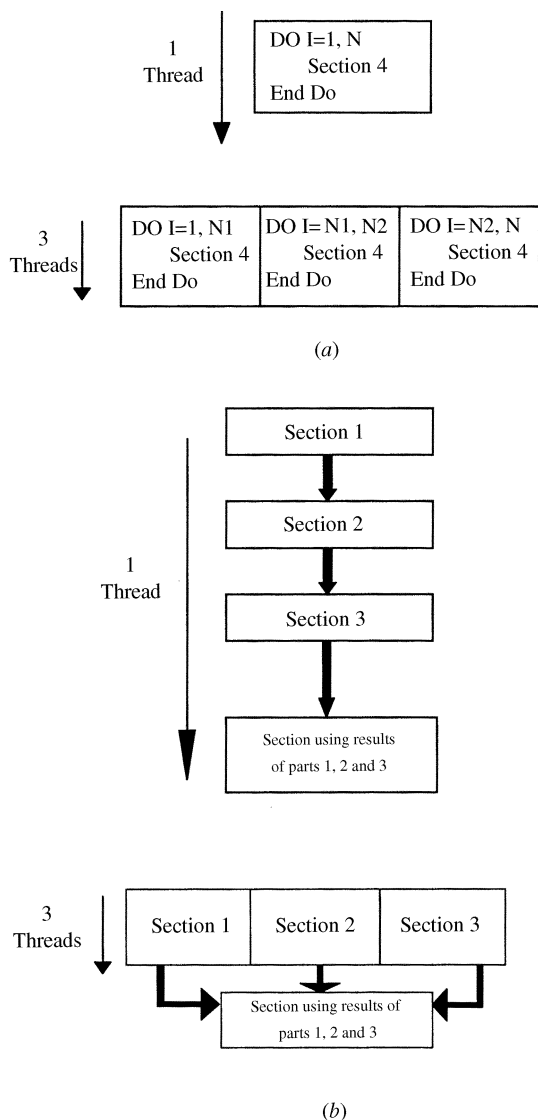 1
Thread
DO I=1, N
Section 4
End Do
3
Threads
DO I=1, N1
Section 4
End Do
DO I= N1, N2
Section 4
End Do
DO I= N2, N
Section 4
End Do
(a)
1
Thread
Section 1
Section 2
Section 3
Section using results
of parts 1, 2 and 3
3
Threads
Section 1
Section 2
Section 3
Section using results of
parts 1, 2 and 3
(b)